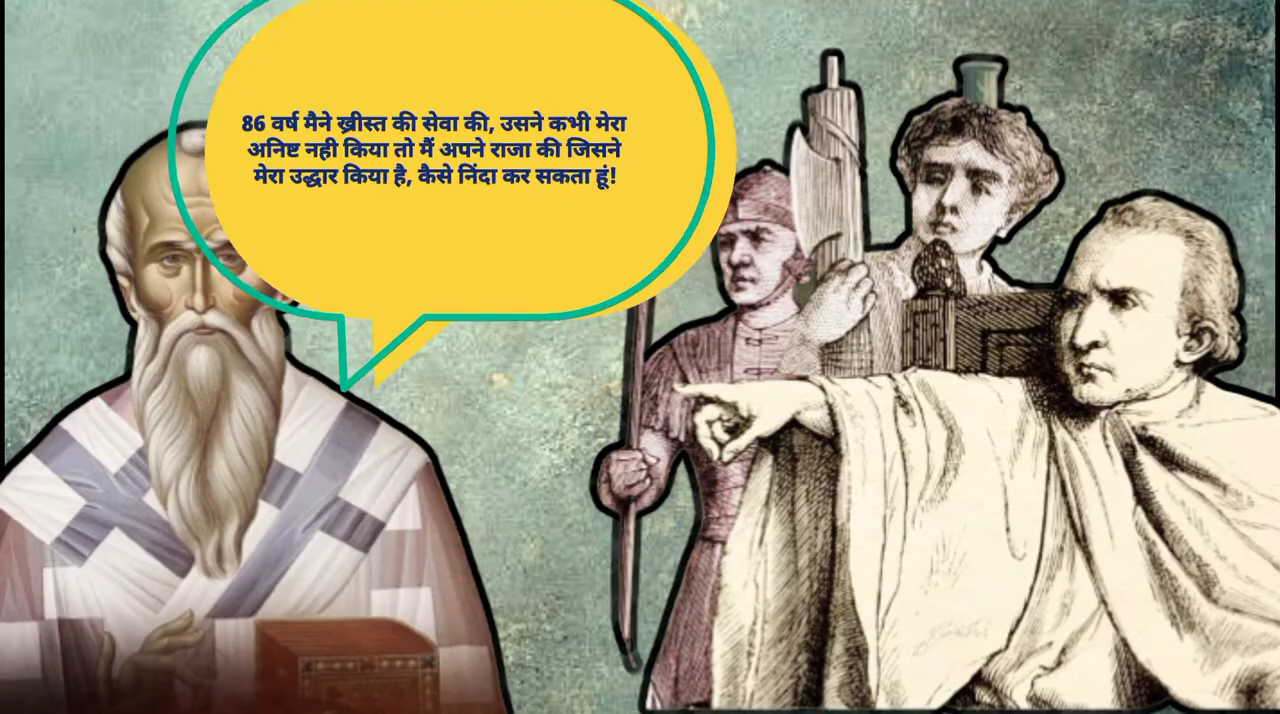 86 वर्ष मैने ख्रीस्त की सेवा की, उसने कभी मेरा
अनिष्ट नही किया तो मैं अपने राजा की जिसने
मेरा उद्धार किया है, कैसे निंदा कर सकता हूं!